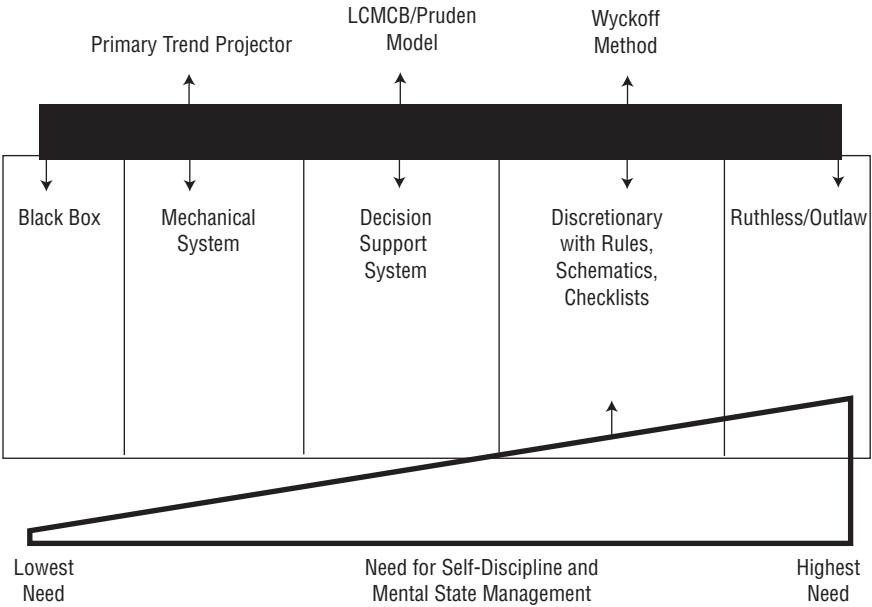 Primary Trend Projector
LCMCB/Pruden
Model
Wyckoff
Method
Black Box
Mechanical
System
Decision
Support
System
Discretionary
with Rules,
Schematics,
Checklists
Ruthless/Outlaw
Lowest
Need
Need for Self-Discipline and
Mental State Management
Highest
Need